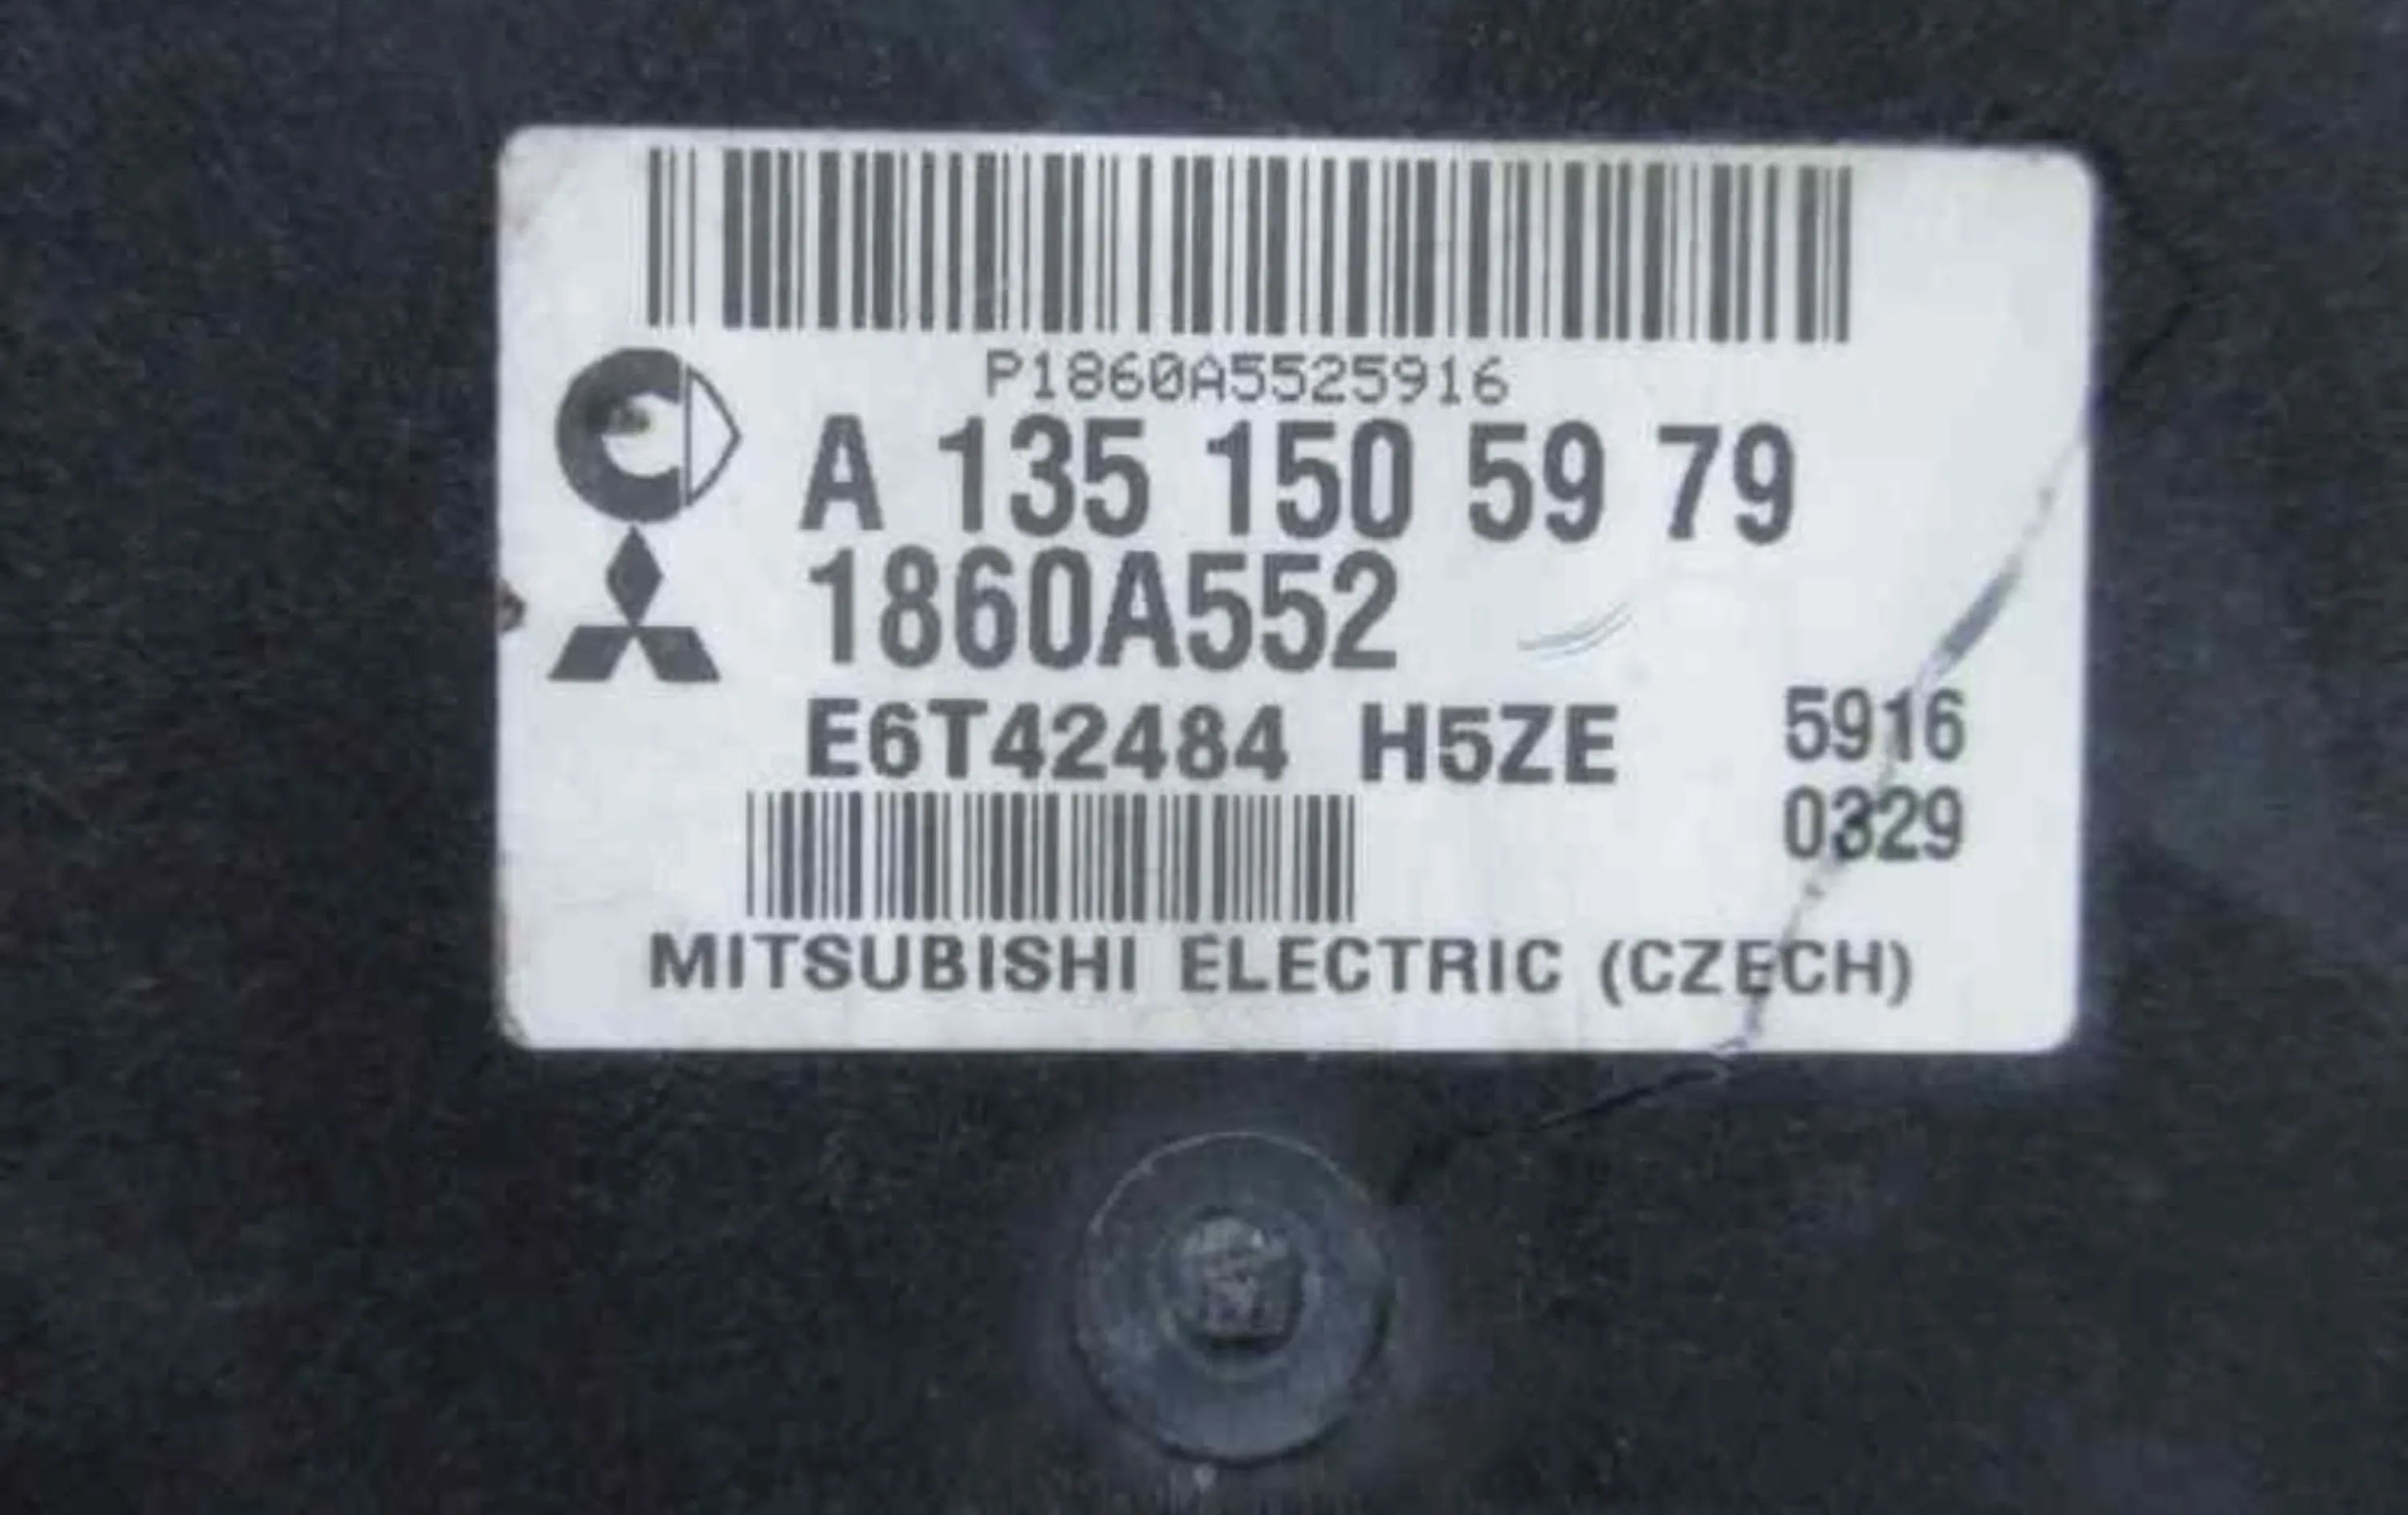 P1860A5525916
A 135 150 59 79
1860A552
E6T42484 H5ZE 5916
0329
MITSUBISHI ELECTRIC (CZECH)